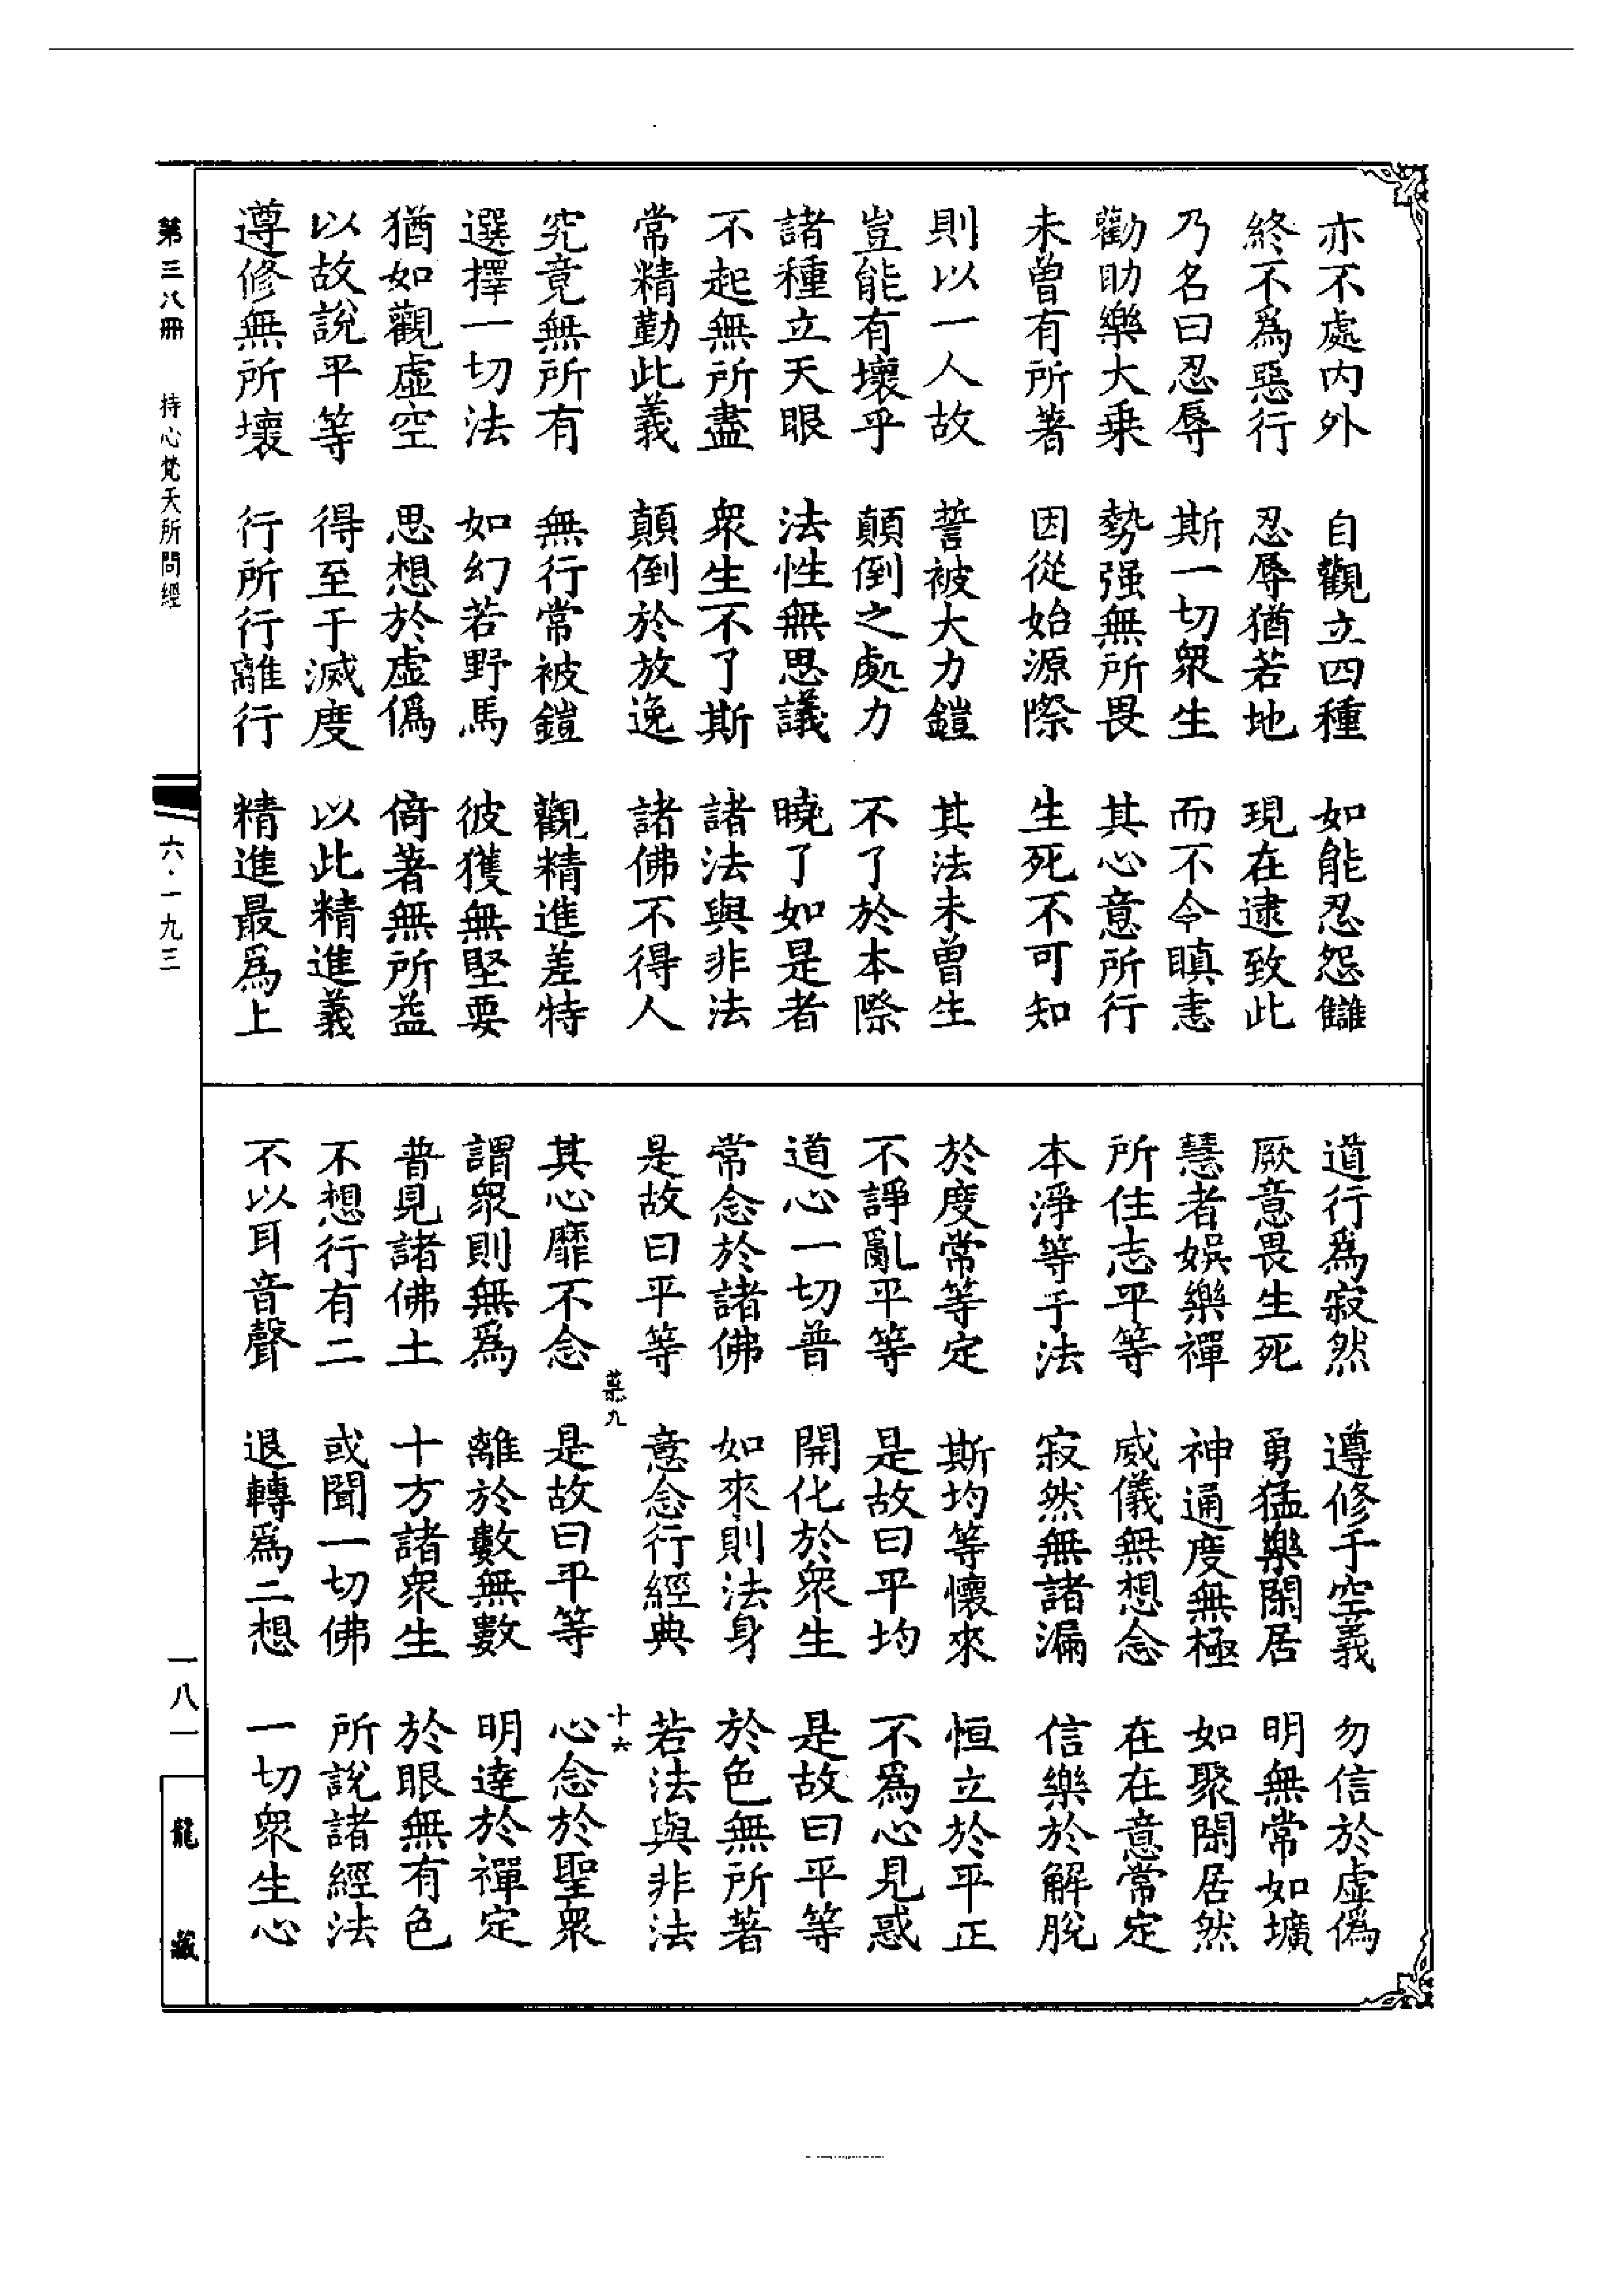 亦不處內外　自觀立四種　如能忍怨讎
終不爲惡行　忍辱猶若地　現在逮致此
乃名曰忍辱　斯一切衆生　而不令瞋恚
勸助樂大乘　勢强無所畏　其心意所行
未曾有所著　因從始源際　生死不可知
則以一人故　誓被大力鎧　其法未曾生
豈能有壞乎　顛倒之處力　不了於本際
諸種立天眼　法性無思議　曉了如是者
不起無所盡　衆生不了斯　諸法與非法
常精勤此義　顛倒於放逸　諸佛不得人
究竟無所有　無行常被鎧　觀精進差特
選擇一切法　如幻若野馬　彼獲無堅要
猶如觀虛空　思想於虛僞　倚著無所益
以故說平等　得至于滅度　以此精進義
遵修無所壞　行所行離行　精進最爲上
道行爲寂然　遵修于空義　勿信於虛僞
厥意畏生死　勇猛樂閑居　明無常如壙
慧者娛樂禪　神通度無極　如聚閑居然
所住志平等　威儀無想念　在在意常定
本淨等于法　寂然無諸漏　信樂於解脫
於度常等定　斯均等懷來　恒立於平正
不諍亂平等　是故曰平均　不爲心見惑
道心一切普　開化於衆生　是故曰平等
常念於諸佛　如來則法身　於色無所著
是故曰平等　意念行經典　若法與非法
菜九　十六
其心靡不念　是故曰平等　心念於聖衆
謂衆則無爲　離於數無數　明達於禪定
普見諸佛土　十方諸衆生　於眼無有色
不想行有二　或聞一切佛　所說諸經法
不以耳音聲　退轉爲二想　一切衆生心
第三八冊　持心梵天所問經　六·一九三　一八一　龍藏